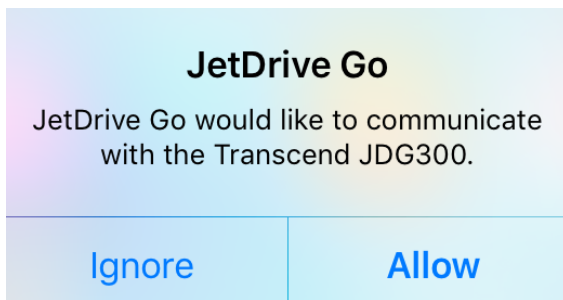 JetDrive Go
JetDrive Go would like to communicate
with the Transcend JDG300.
Ignore
Allow